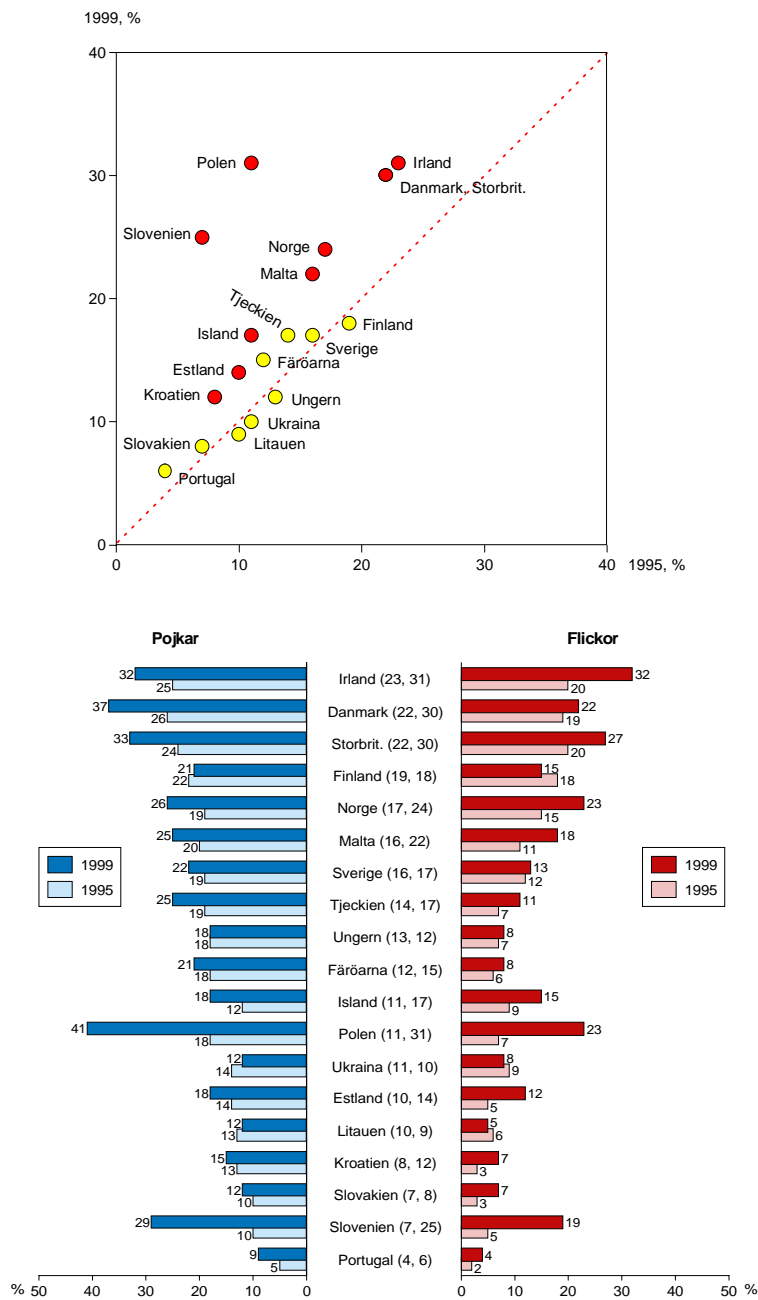 1999, %
40
Polen
Irland
30
Danmark, Storbrit.
Slovenien
Norge
Malta
20
Tjeckien
Finland
Island
Sverige
Färöarna
Estland
Kroatien
Ungern
10
Ukraina
Slovakien
Litauen
Portugal
0
0 10 20 30 40 1995, %
Pojkar Flickor
32 25 Irland (23, 31) 32 20
37 26 Danmark (22, 30) 22 19
33 24 Storbrit. (22, 30) 27 20
21 22 Finland (19, 18) 15 18
26 19 Norge (17, 24) 23 15
25 20 Malta (16, 22) 18 11
1999
1995
22 19 Sverige (16, 17) 13 12
1999
1995
25 19 Tjeckien (14, 17) 11 7
18 18 Ungern (13, 12) 8 7
21 18 Färöarna (12, 15) 8 6
18 12 Island (11, 17) 15 9
41 18 Polen (11, 31) 23 7
12 14 Ukraina (11, 10) 8 9
18 14 Estland (10, 14) 12 5
12 13 Litauen (10, 9) 5 6
15 13 Kroatien (8, 12) 7 3
12 10 Slovakien (7, 8) 7 3
29 10 Slovenien (7, 25) 19 5
9 5 Portugal (4, 6) 4 2
% 50 40 30 20 10 0 0 10 20 30 40 50 %